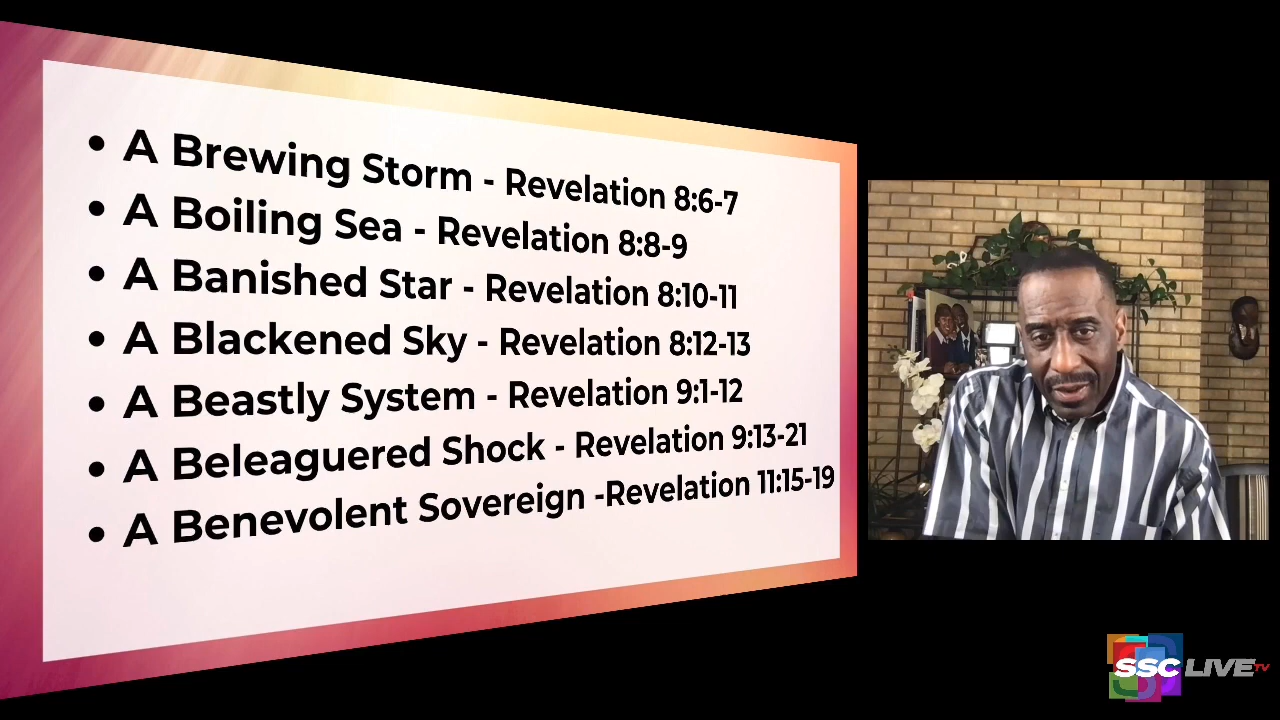 • A Brewing Storm - Revelation 8:6-7
• A Boiling Sea - Revelation 8:8-9
• A Banished Star - Revelation 8:10-11
• A Blackened Sky - Revelation 8:12-13
• A Beastly System - Revelation 9:1-12
• A Beleaguered Shock - Revelation 9:13-21
• A Benevolent Sovereign -Revelation 11:15-19
SSC LIVE TV